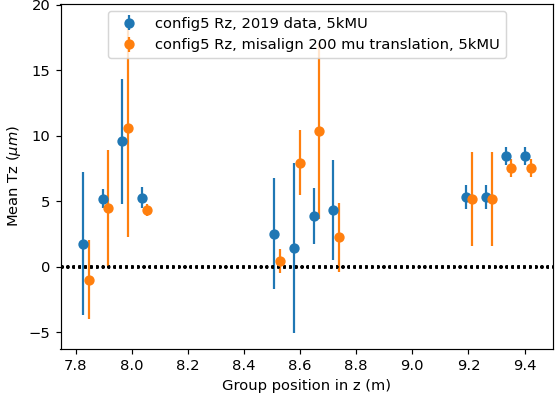 config5 Rz, 2019 data, 5kMU
config5 Rz, misalign 200 mu translation, 5kMU
Mean Tz (μm)
20
15
10
5
0
−5
7.8 8.0 8.2 8.4 8.6 8.8 9.0 9.2 9.4
Group position in z (m)